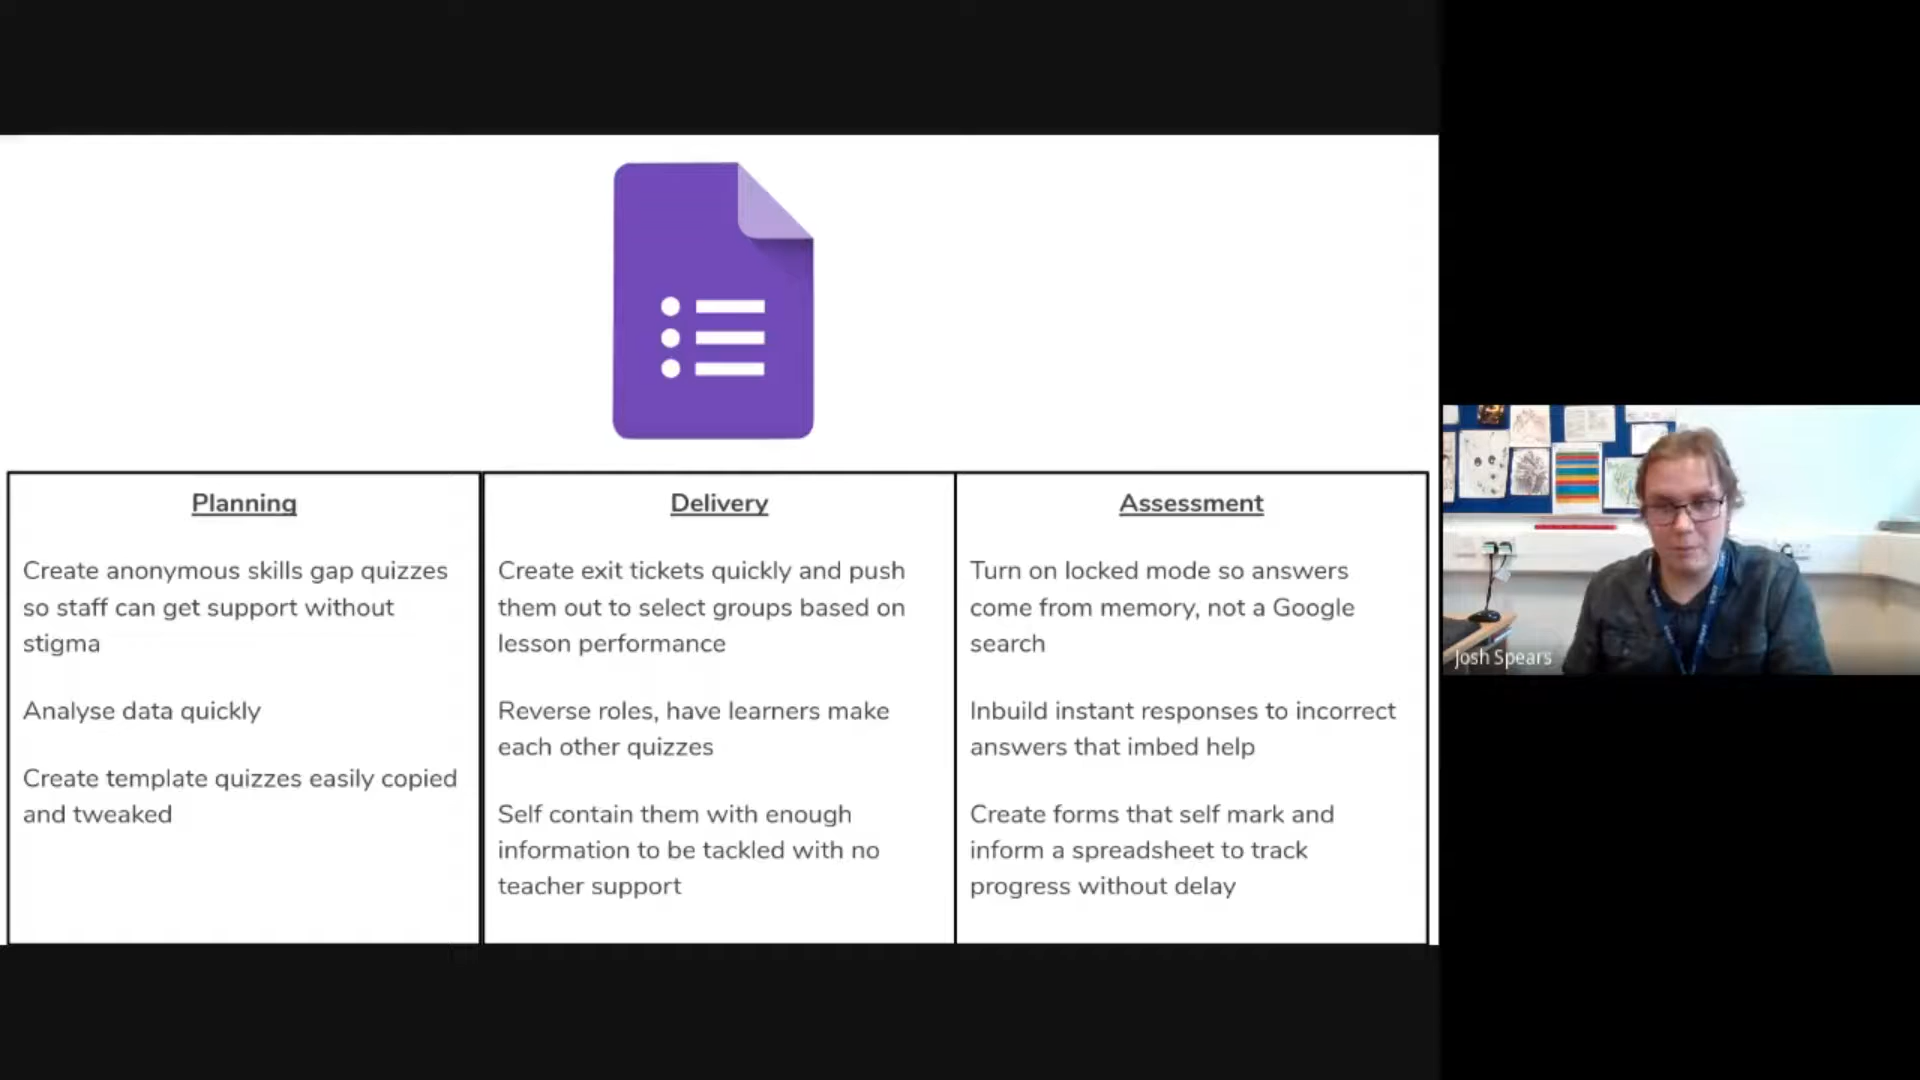 Planning
Create anonymous skills gap quizzes
so staff can get support without
stigma
Analyse data quickly
Create template quizzes easily copied
and tweaked
Delivery
Create exit tickets quickly and push
them out to select groups based on
lesson performance
Reverse roles, have learners make
each other quizzes
Self contain them with enough
information to be tackled with no
teacher support
Assessment
Turn on locked mode so answers
come from memory, not a Google
search
Inbuild instant responses to incorrect
answers that imbed help
Create forms that self mark and
inform a spreadsheet to track
progress without delay
Josh Spears